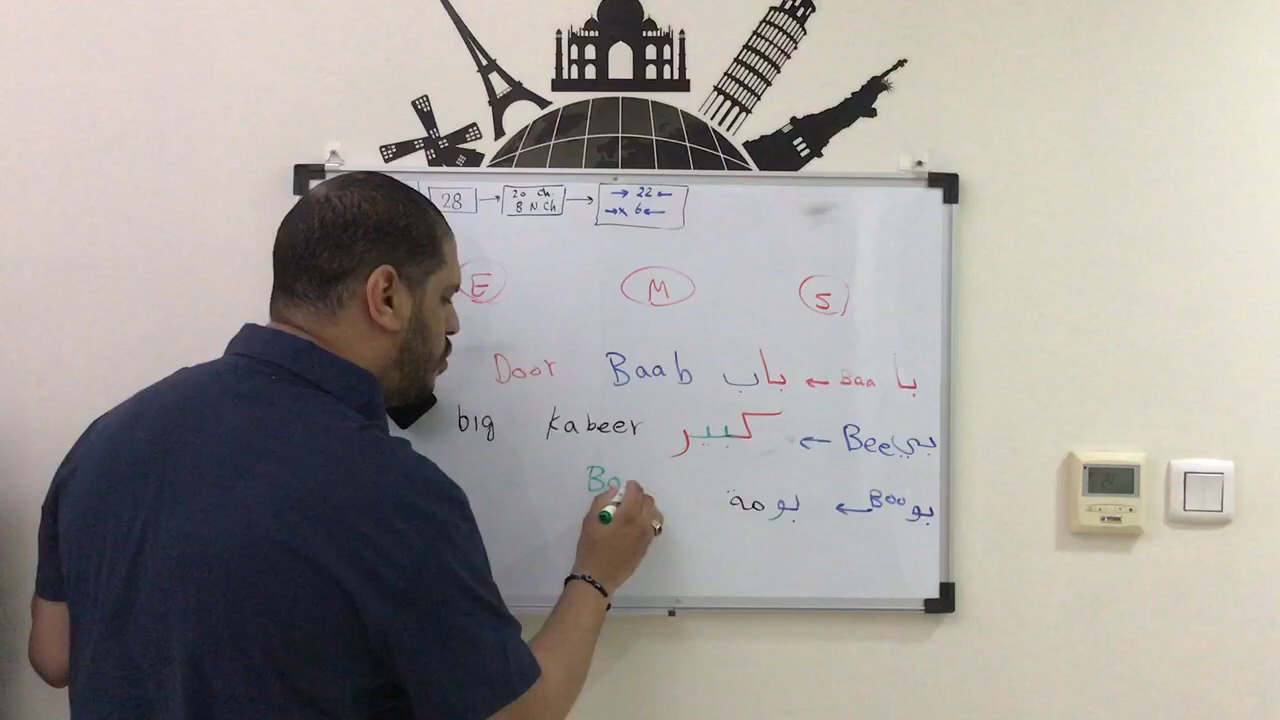 28 → 20 Ch. 8 N Ch → → 22 ← →x 6 ←
E M S
Door Baab باب ← Baa با
big Kabeer كبير ← Bee بي
Bo بومة ← Boo بو
YORK